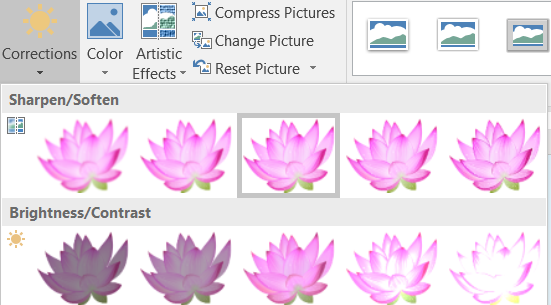 Corrections
Color
Artistic
Effects
Compress Pictures
Change Picture
Reset Picture
Sharpen/Soften
Brightness/Contrast